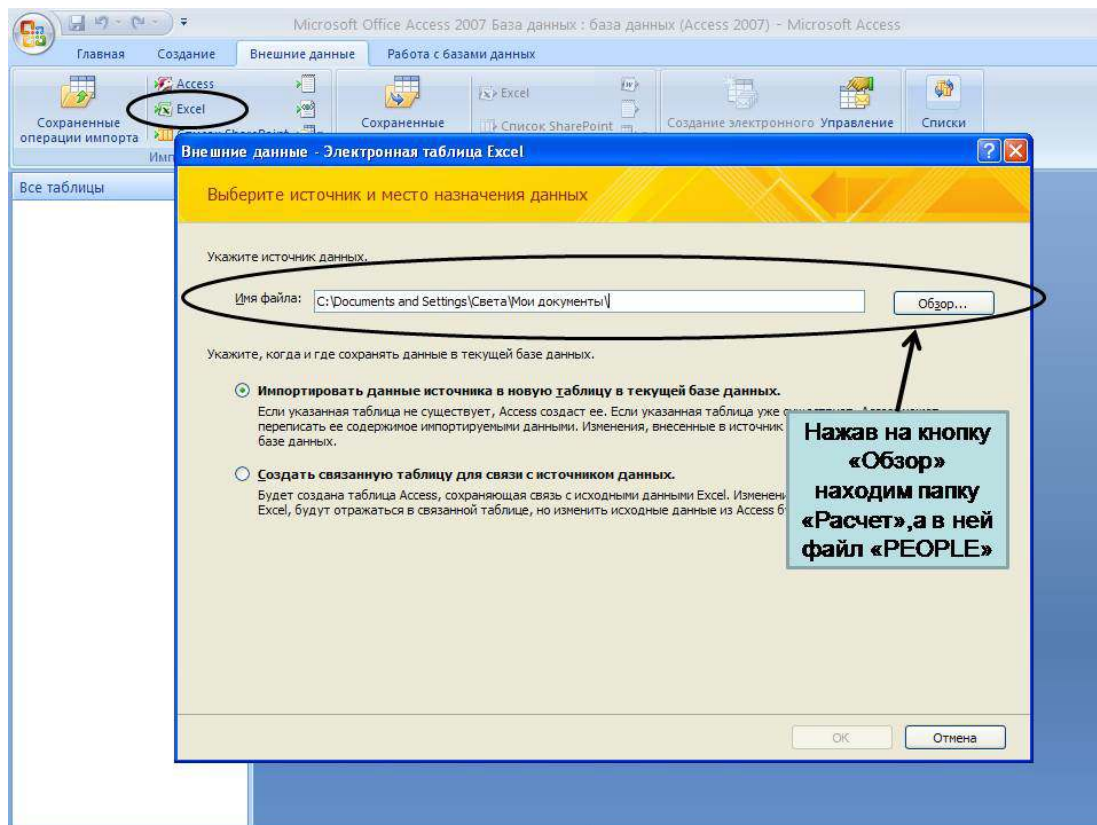 Microsoft Office Access 2007 База данных : база данных (Access 2007) - Microsoft Access
Главная Создание Внешние данные Работа с базами данных
Access
Excel
Excel
Сохраненные операции импорта
Список SharePoint
Сохраненные
Список SharePoint
Создание электронного
Управление
Списки
Все таблицы
Внешние данные - Электронная таблица Excel
Выберите источник и место назначения данных
Укажите источник данных.
Имя файла: C:\Documents and Settings\Света\Мои документы\ Обзор...
Укажите, когда и где сохранять данные в текущей базе данных.
Импортировать данные источника в новую таблицу в текущей базе данных.
Если указанная таблица не существует, Access создаст ее. Если указанная таблица уже
переписать ее содержимое импортируемыми данными. Изменения, внесенные в источник
базе данных.
Создать связанную таблицу для связи с источником данных.
Будет создана таблица Access, сохраняющая связь с исходными данными Excel.
Excel, будут отражаться в связанной таблице, но изменить исходные данные из Access
Нажав на кнопку
«Обзор»
находим папку
«Расчет»,а в ней
файл «PEOPLE»
OK Отмена